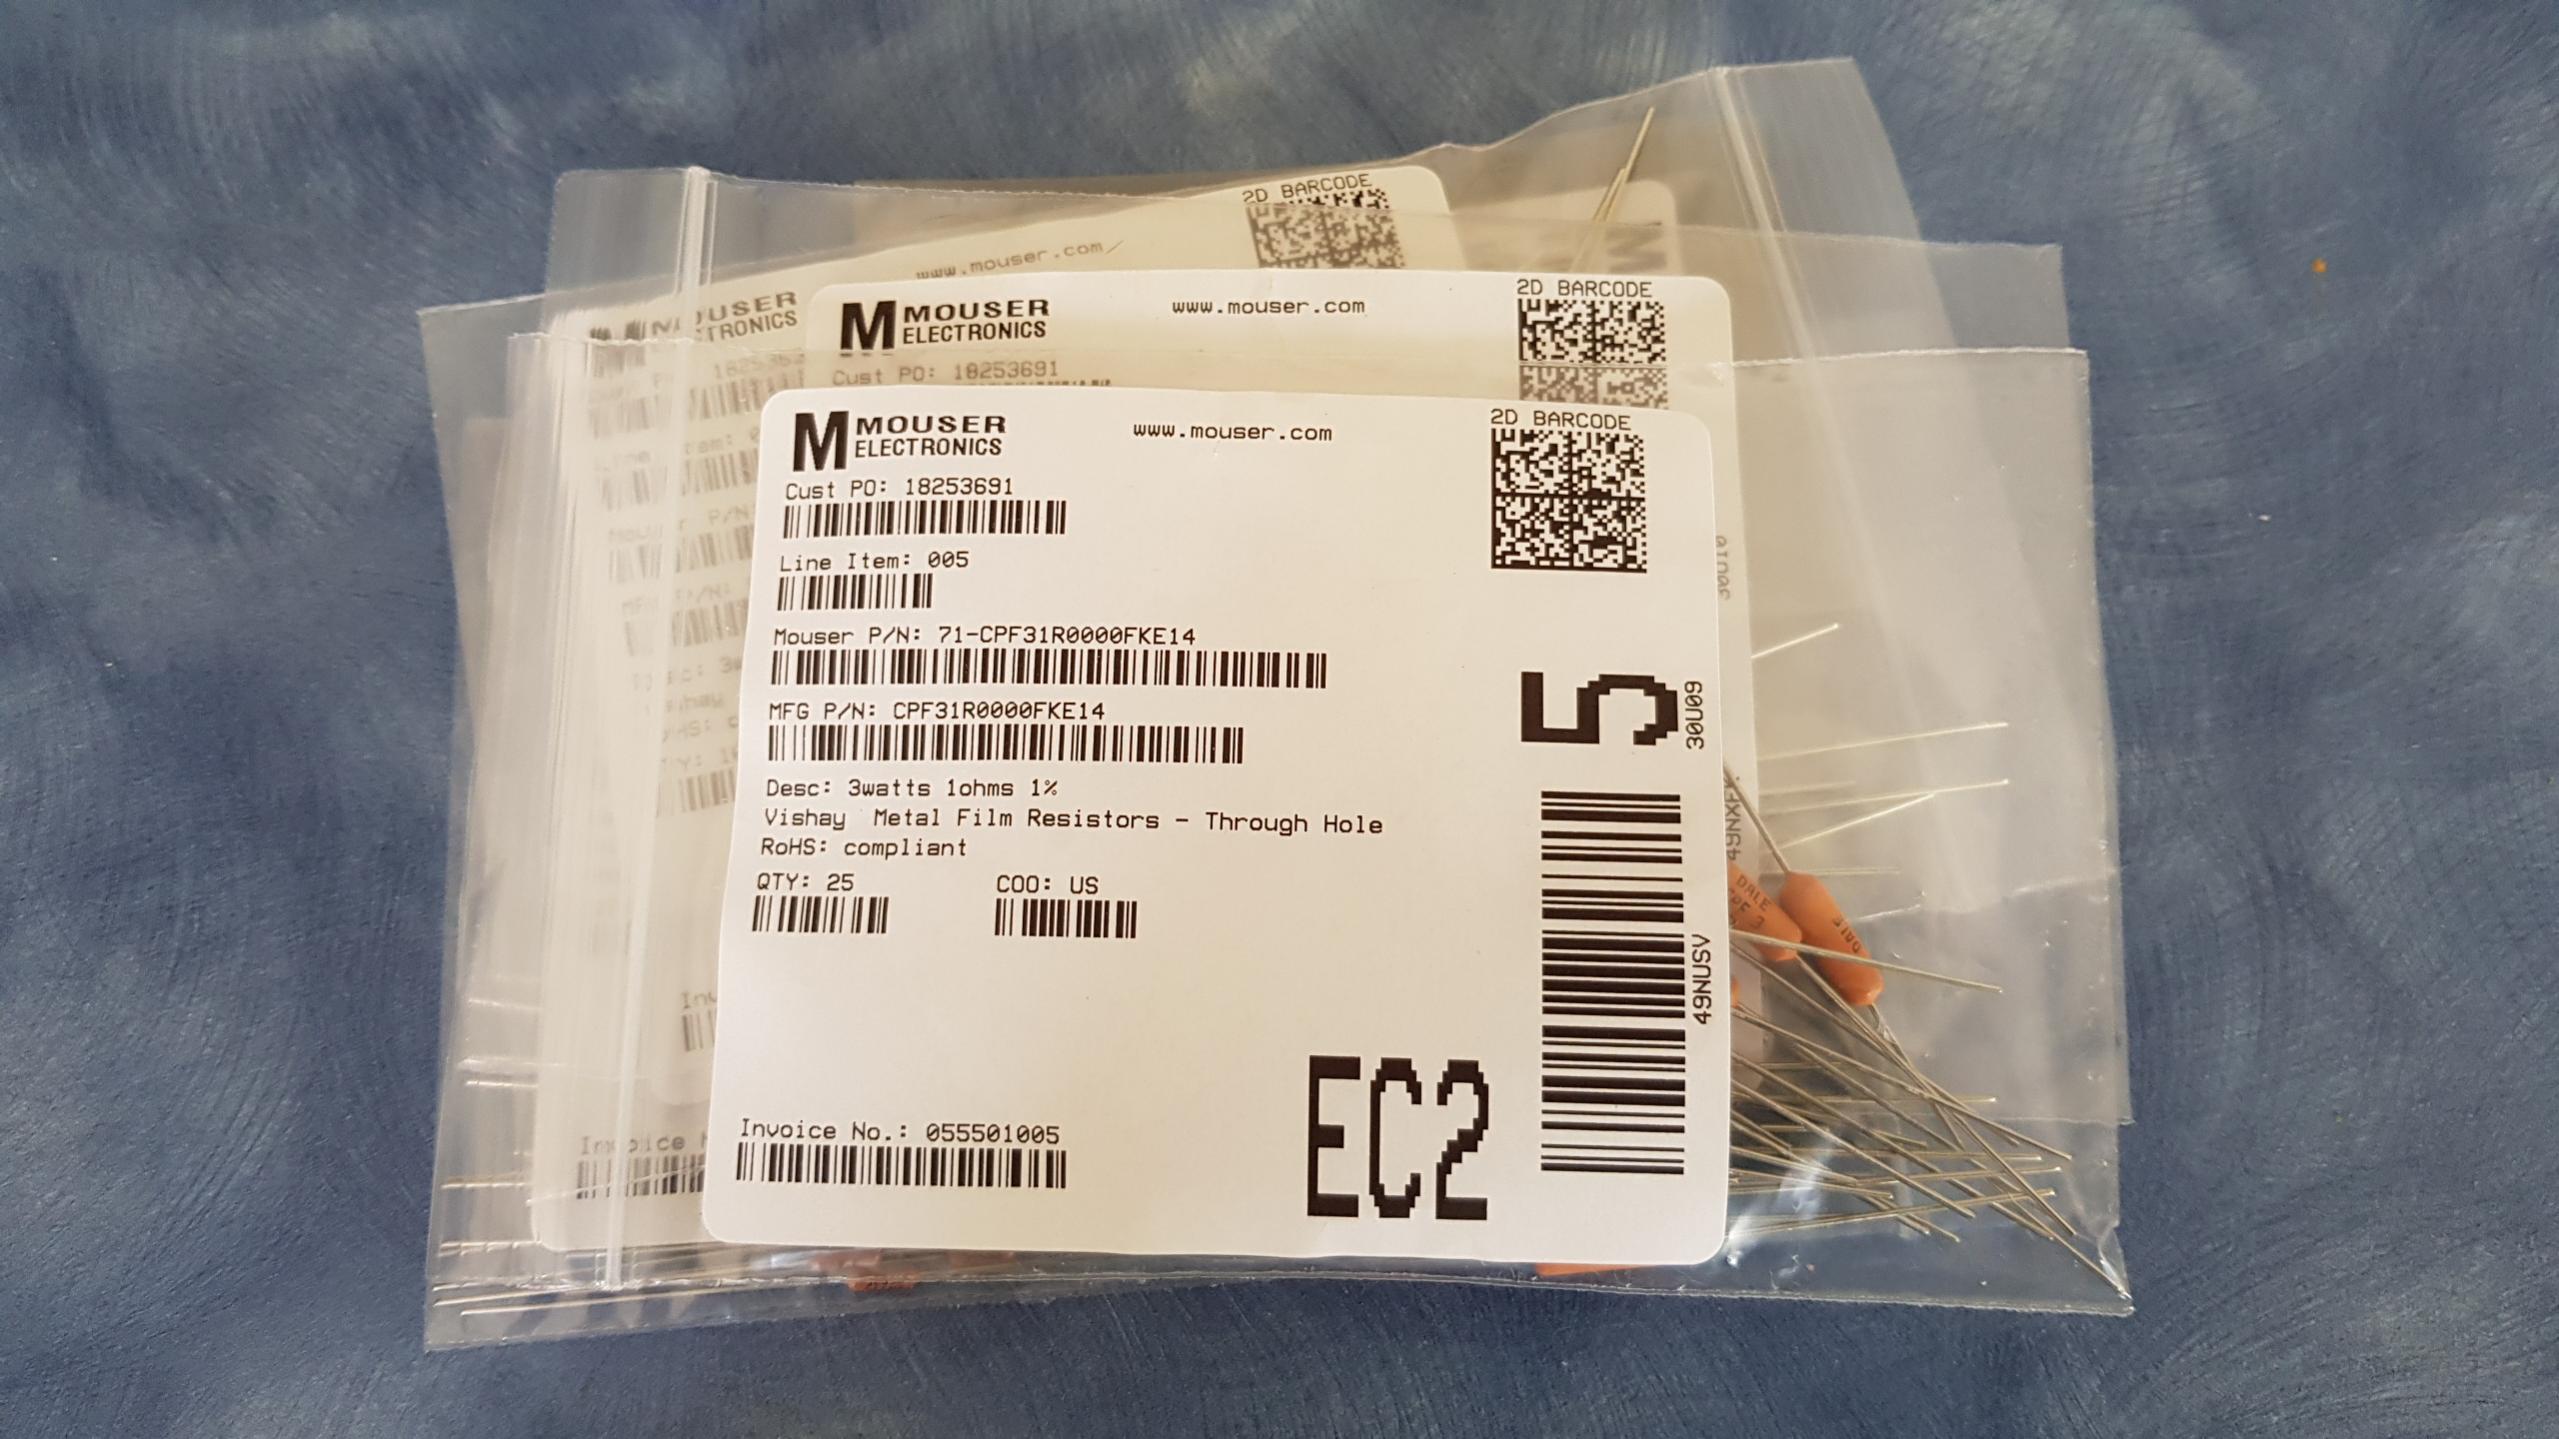 2D BARCODE
www.mouser.com/
MOUSER
ELECTRONICS
www.mouser.com
2D BARCODE
Cust PO: 18253691
M MOUSER
ELECTRONICS
www.mouser.com
2D BARCODE
Cust PO: 18253691
Line Item: 005
Mouser P/N: 71-CPF31R0000FKE14
MFG P/N: CPF31R0000FKE14
Desc: 3watts 1ohms 1%
Vishay Metal Film Resistors - Through Hole
RoHS: compliant
QTY: 25
COO: US
Invoice No.: 055501005
EC2
5
30U09
49NUSV
DALE
DALE